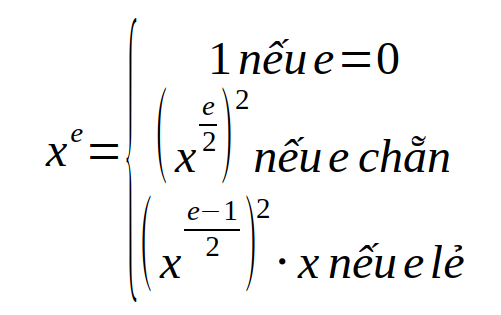 x^e = { 1 nếu e = 0
(x^(e/2))^2 nếu e chẵn
(x^((e−1)/2))^2 · x nếu e lẻ